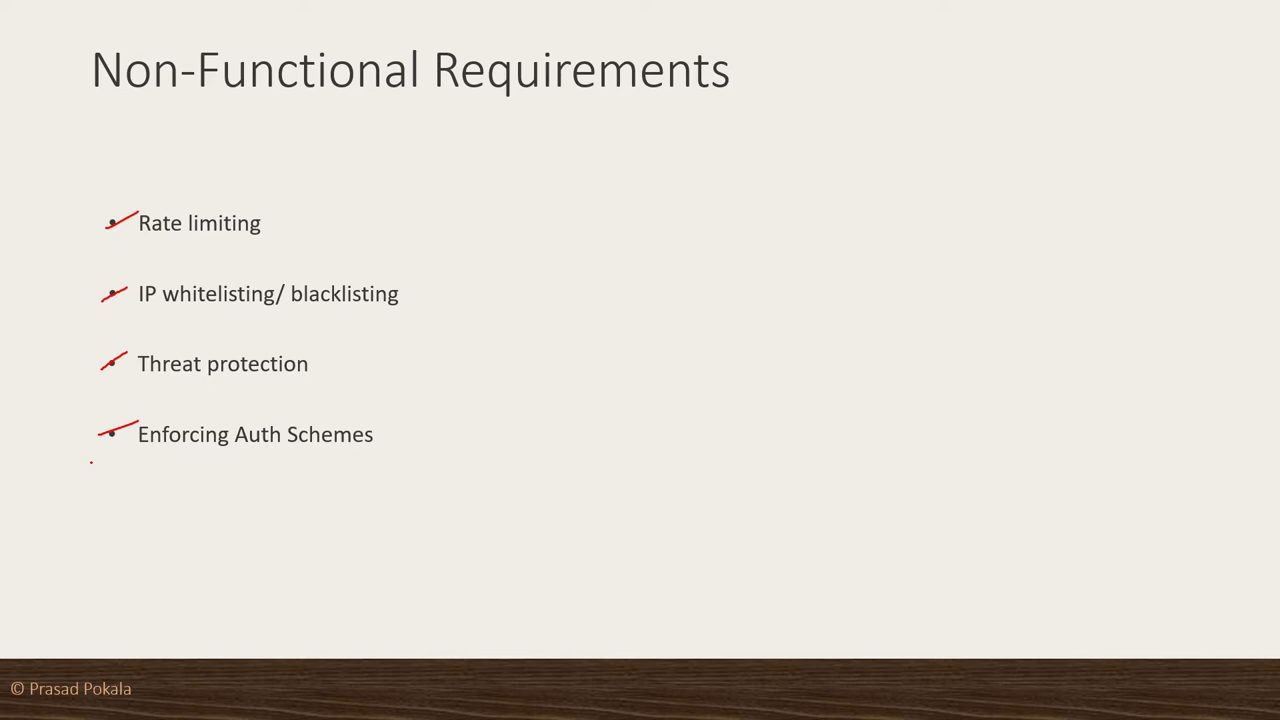 Non-Functional Requirements
• Rate limiting
• IP whitelisting/ blacklisting
• Threat protection
• Enforcing Auth Schemes
© Prasad Pokala